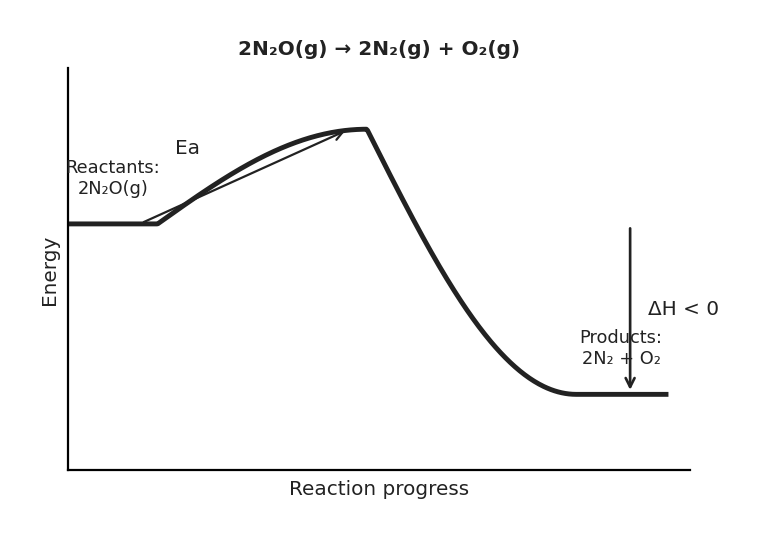 2N₂O(g) → 2N₂(g) + O₂(g)
Ea
Reactants:
2N₂O(g)
Energy
ΔH < 0
Products:
2N₂ + O₂
Reaction progress